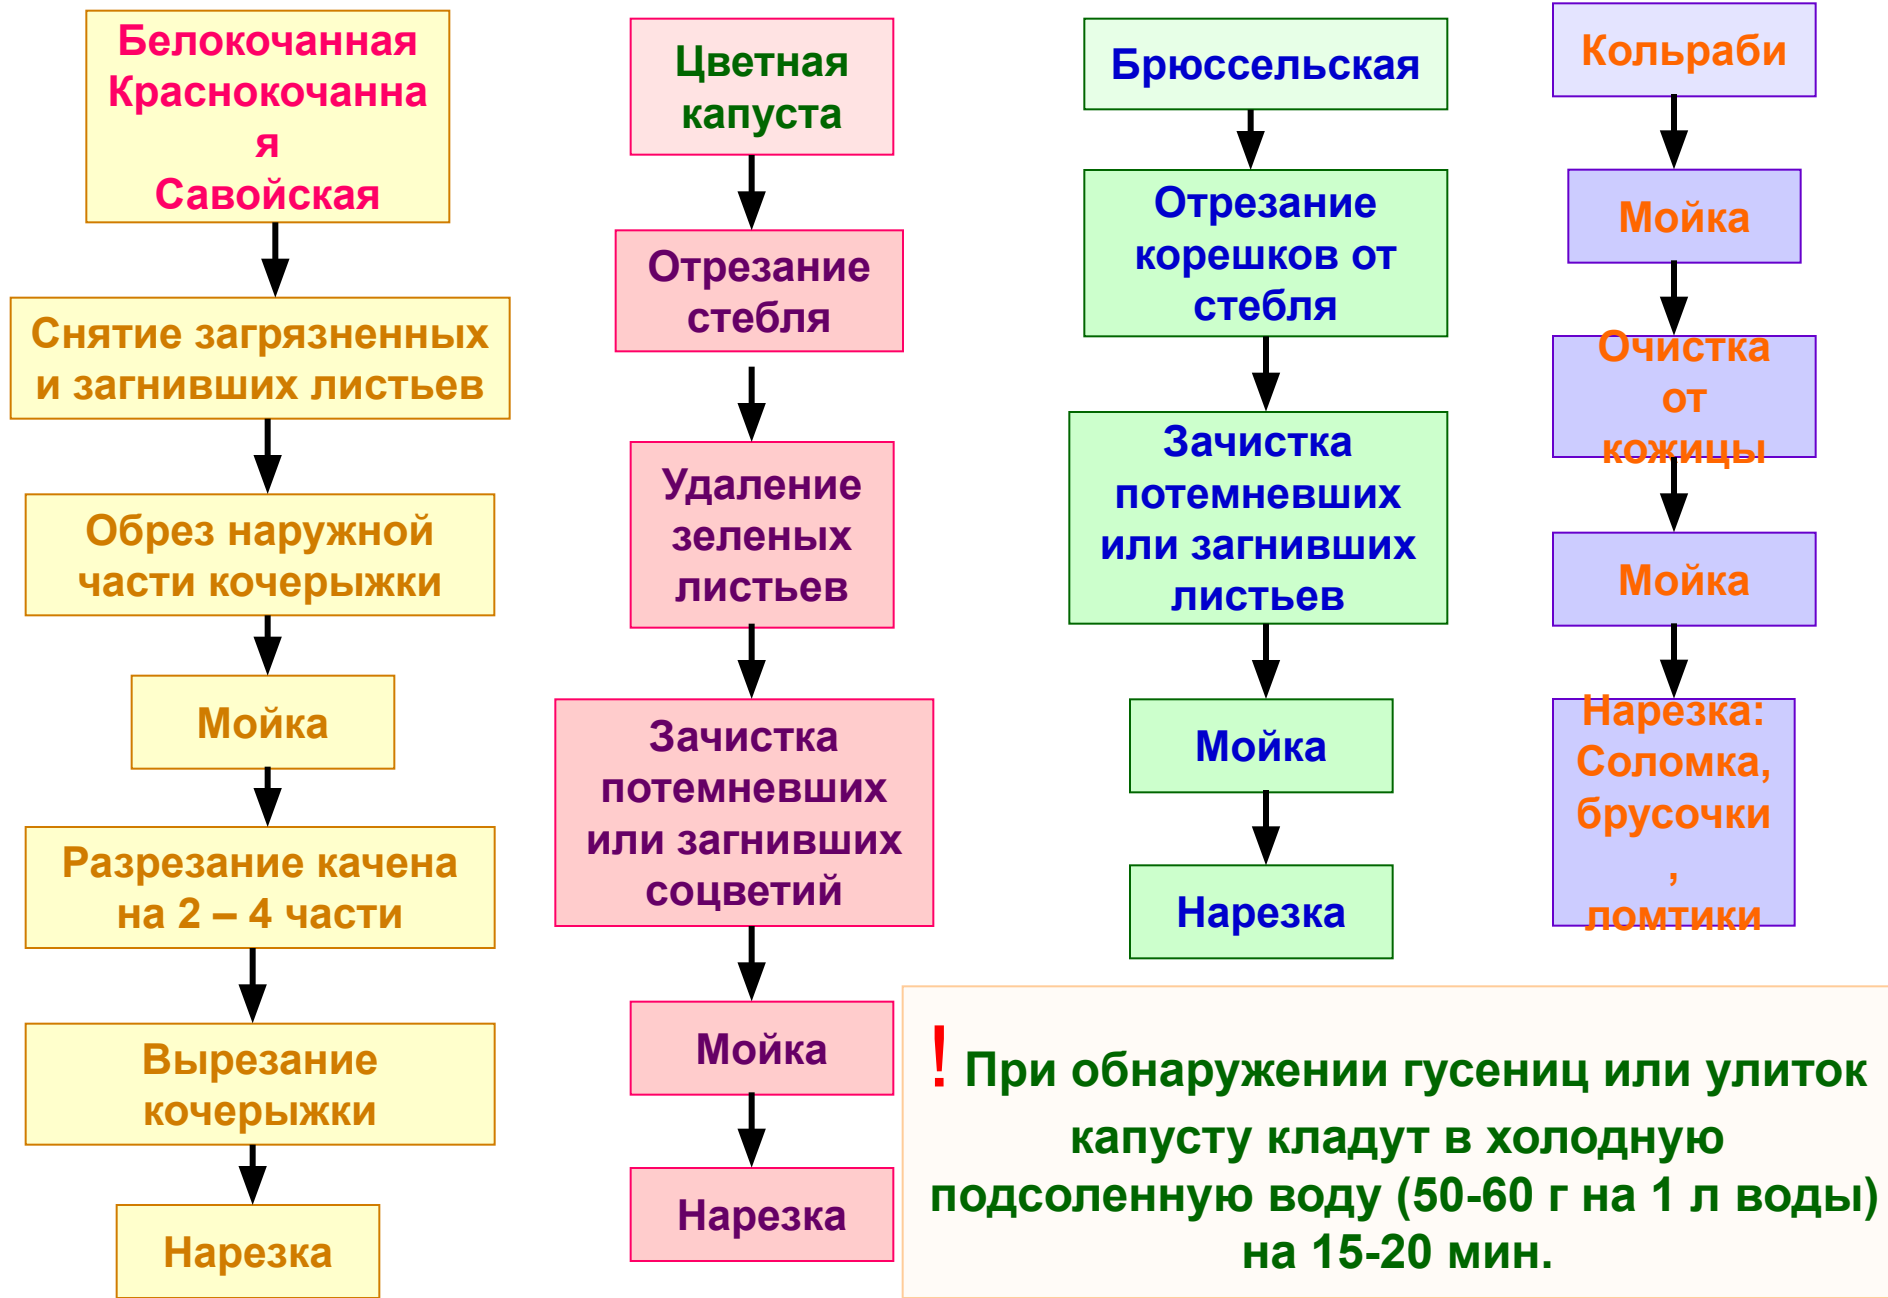 Белокочанная
Краснокочанна
я
Савойская
Снятие загрязненных
и загнивших листьев
Обрез наружной
части кочерыжки
Мойка
Разрезание качена
на 2 – 4 части
Вырезание
кочерыжки
Нарезка
Цветная
капуста
Отрезание
стебля
Удаление
зеленых
листьев
Зачистка
потемневших
или загнивших
соцветий
Мойка
Нарезка
Брюссельская
Отрезание
корешков от
стебля
Зачистка
потемневших
или загнивших
листьев
Мойка
Нарезка
Кольраби
Мойка
Очистка
от
кожицы
Мойка
Нарезка:
Соломка,
брусочки
,
ломтики
! При обнаружении гусениц или улиток
капусту кладут в холодную
подсоленную воду (50-60 г на 1 л воды)
на 15-20 мин.